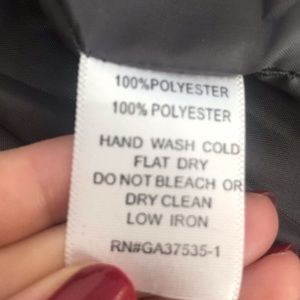 100%POLYESTER
100% POLYESTER
HAND WASH COLD
FLAT DRY
DO NOT BLEACH OR
DRY CLEAN
LOW IRON
RN#GA37535-1